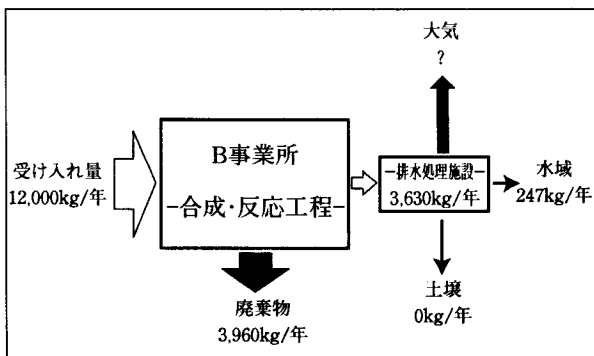 大気
?
B事業所
-合成・反応工程-
受け入れ量
12,000kg/年
-排水処理施設-
3,630kg/年
水域
247kg/年
廃棄物
3,960kg/年
土壌
0kg/年